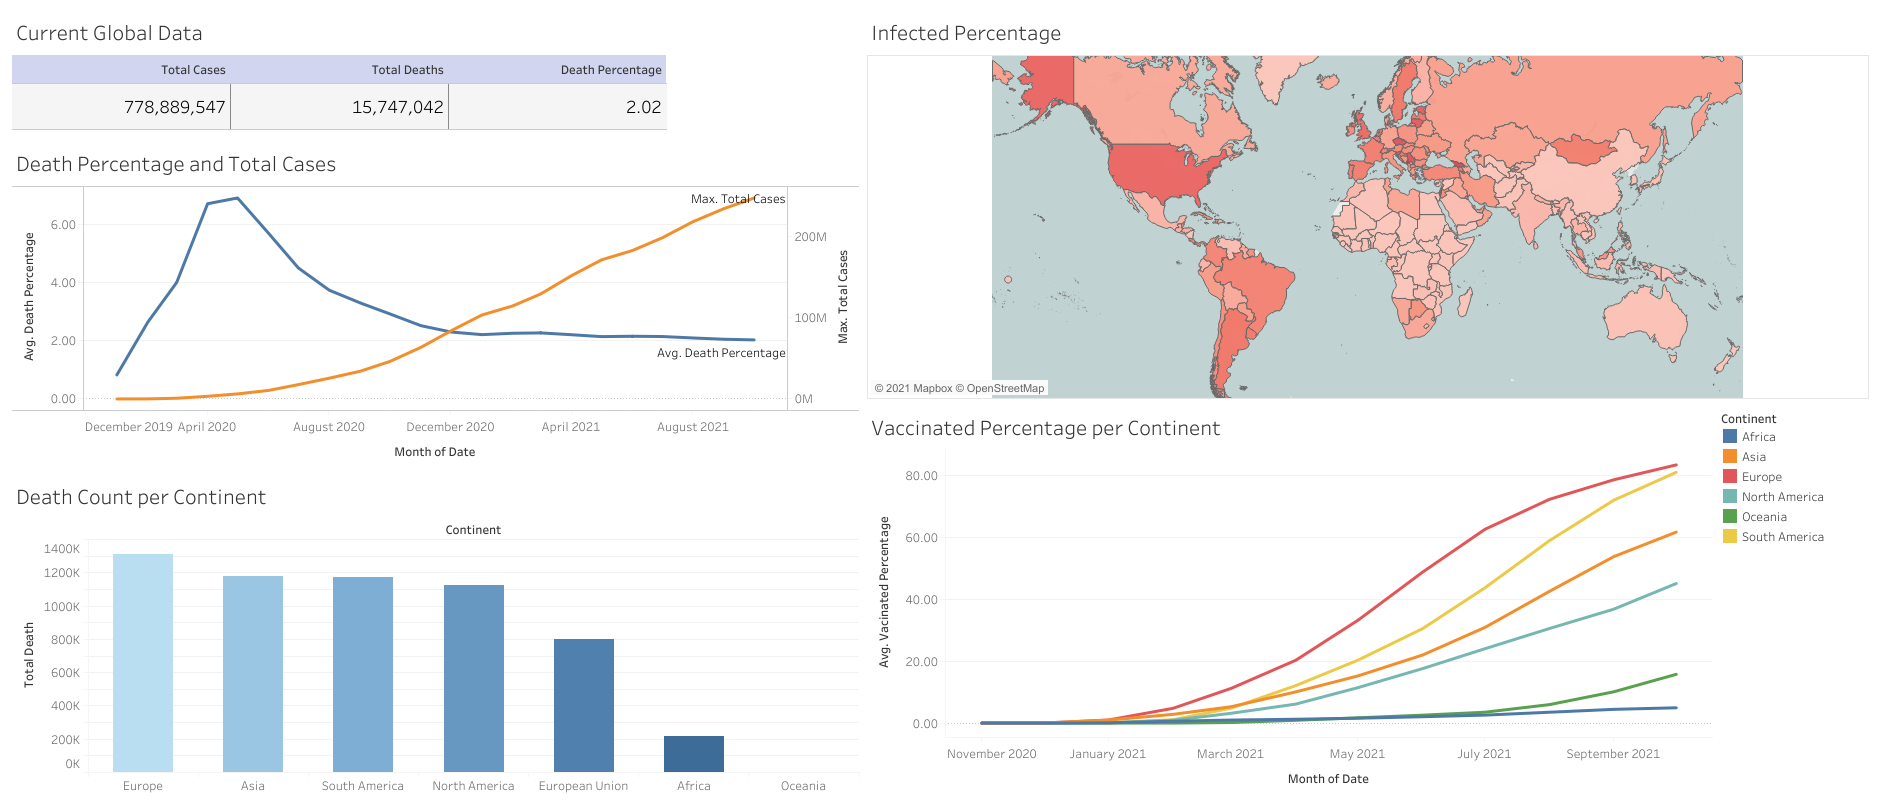 Current Global Data
Total Cases Total Deaths Death Percentage
778,889,547 15,747,042 2.02
Death Percentage and Total Cases
Avg. Death Percentage
6.00
4.00
2.00
0.00
Max. Total Cases
Avg. Death Percentage
200M
100M
0M
Max. Total Cases
December 2019 April 2020 August 2020 December 2020 April 2021 August 2021
Month of Date
Death Count per Continent
Continent
Total Death
1400K
1200K
1000K
800K
600K
400K
200K
0K
Europe Asia South America North America European Union Africa Oceania
Infected Percentage
© 2021 Mapbox © OpenStreetMap
Vaccinated Percentage per Continent
Avg. Vacinated Percentage
80.00
60.00
40.00
20.00
0.00
November 2020 January 2021 March 2021 May 2021 July 2021 September 2021
Month of Date
Continent
Africa
Asia
Europe
North America
Oceania
South America